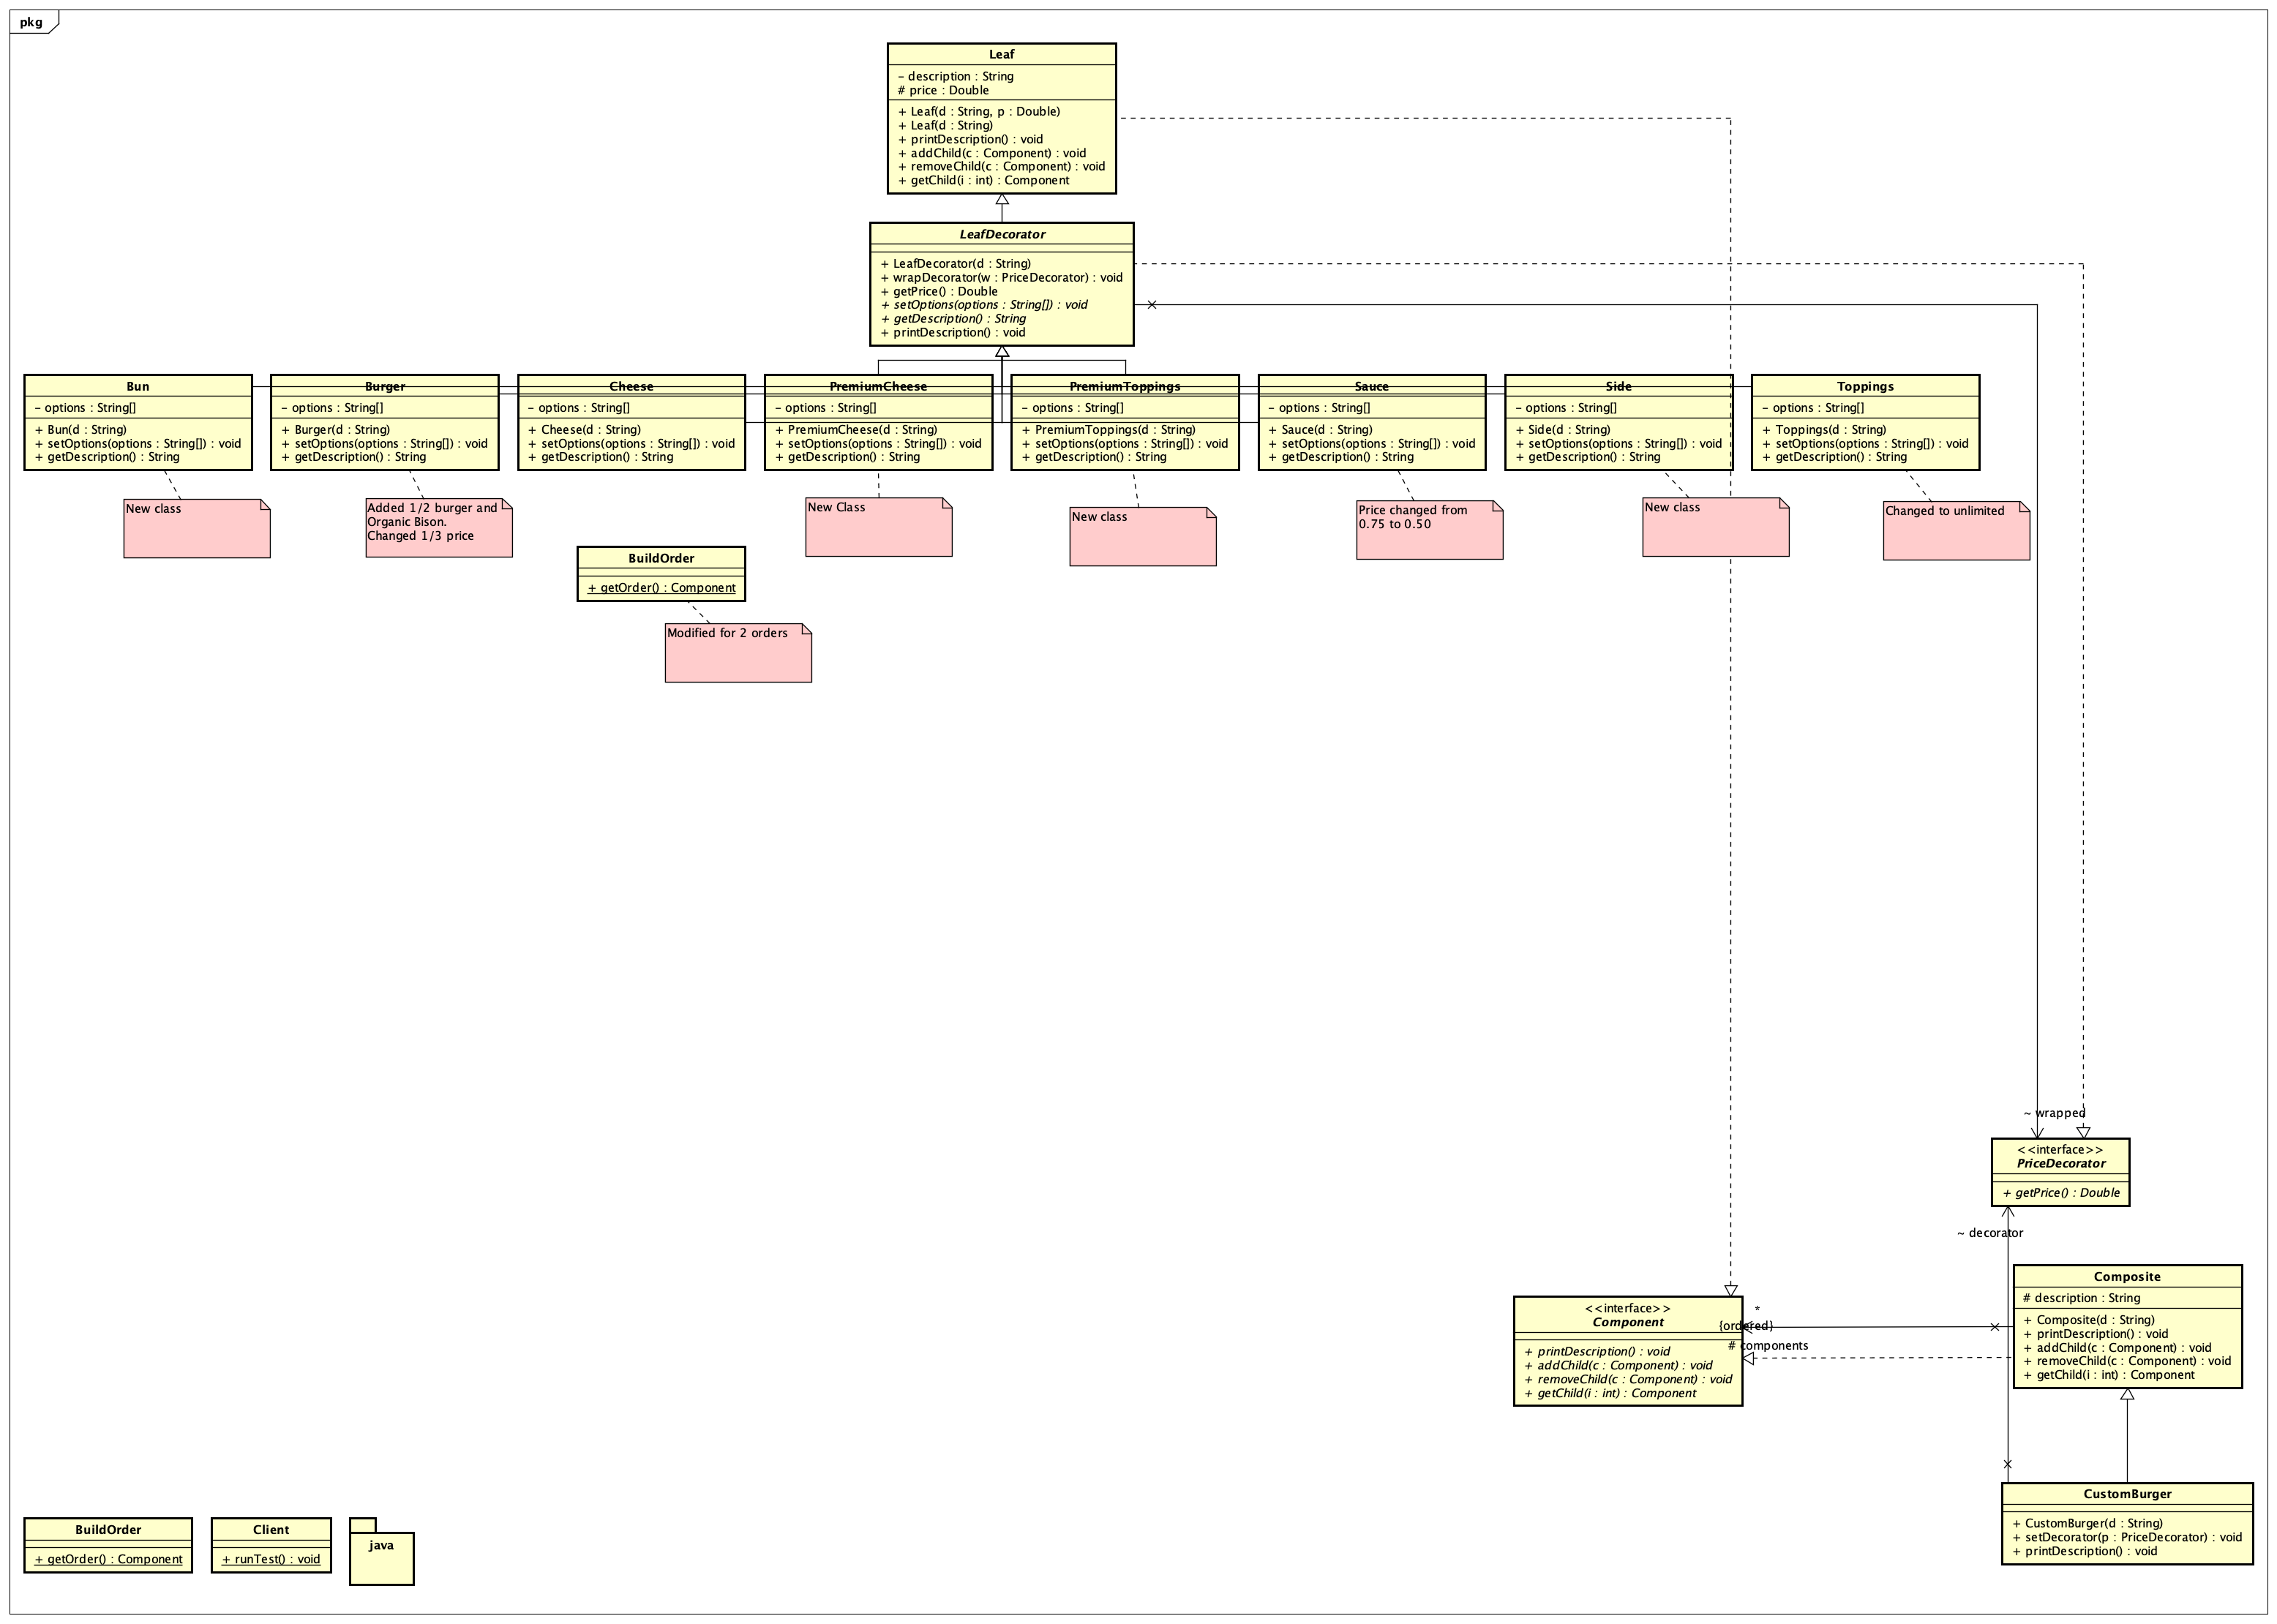 pkg
Leaf
– description : String
# price : Double
+ Leaf(d : String, p : Double)
+ Leaf(d : String)
+ printDescription() : void
+ addChild(c : Component) : void
+ removeChild(c : Component) : void
+ getChild(i : int) : Component
LeafDecorator
+ LeafDecorator(d : String)
+ wrapDecorator(w : PriceDecorator) : void
+ getPrice() : Double
+ setOptions(options : String[]) : void
+ getDescription() : String
+ printDescription() : void
Bun
– options : String[]
+ Bun(d : String)
+ setOptions(options : String[]) : void
+ getDescription() : String
Burger
– options : String[]
+ Burger(d : String)
+ setOptions(options : String[]) : void
+ getDescription() : String
Cheese
– options : String[]
+ Cheese(d : String)
+ setOptions(options : String[]) : void
+ getDescription() : String
PremiumCheese
– options : String[]
+ PremiumCheese(d : String)
+ setOptions(options : String[]) : void
+ getDescription() : String
PremiumToppings
– options : String[]
+ PremiumToppings(d : String)
+ setOptions(options : String[]) : void
+ getDescription() : String
Sauce
– options : String[]
+ Sauce(d : String)
+ setOptions(options : String[]) : void
+ getDescription() : String
Side
– options : String[]
+ Side(d : String)
+ setOptions(options : String[]) : void
+ getDescription() : String
Toppings
– options : String[]
+ Toppings(d : String)
+ setOptions(options : String[]) : void
+ getDescription() : String
New class
Added 1/2 burger and
Organic Bison.
Changed 1/3 price
New Class
New class
Price changed from
0.75 to 0.50
New class
Changed to unlimited
BuildOrder
+ getOrder() : Component
Modified for 2 orders
~ wrapped
<<interface>>
PriceDecorator
+ getPrice() : Double
~ decorator
<<interface>>
Component
+ printDescription() : void
+ addChild(c : Component) : void
+ removeChild(c : Component) : void
+ getChild(i : int) : Component
*
{ordered}
# components
Composite
# description : String
+ Composite(d : String)
+ printDescription() : void
+ addChild(c : Component) : void
+ removeChild(c : Component) : void
+ getChild(i : int) : Component
CustomBurger
+ CustomBurger(d : String)
+ setDecorator(p : PriceDecorator) : void
+ printDescription() : void
BuildOrder
+ getOrder() : Component
Client
+ runTest() : void
java